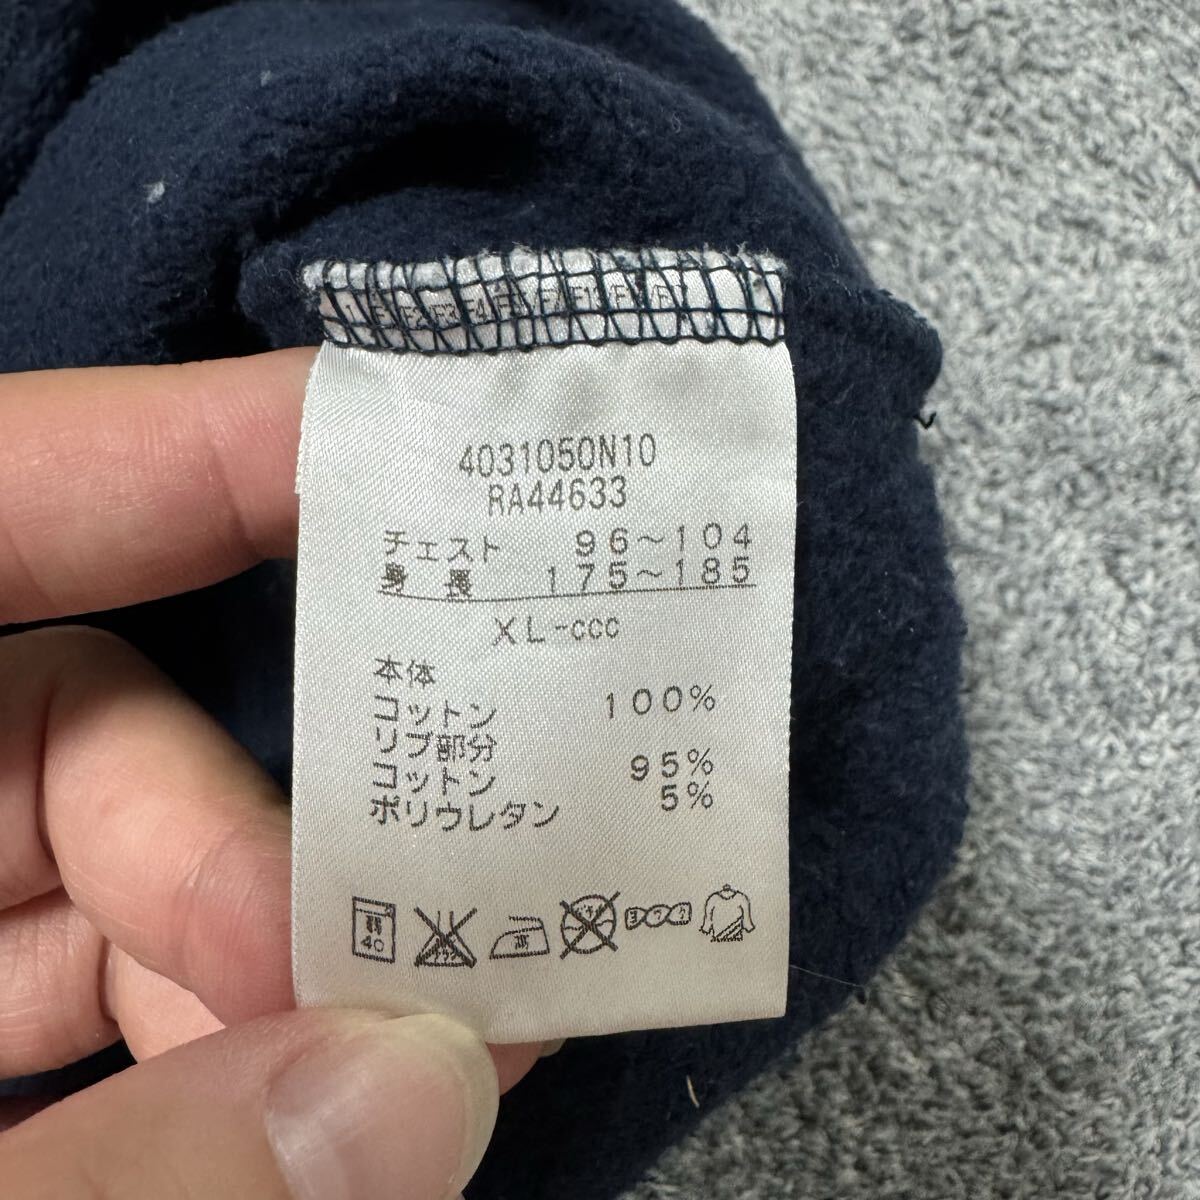 4031050N10
RA44633
チェスト 96～104
身長 175～185
XL-ccc
本体
コットン 100%
リブ部分
コットン 95%
ポリウレタン 5%
40